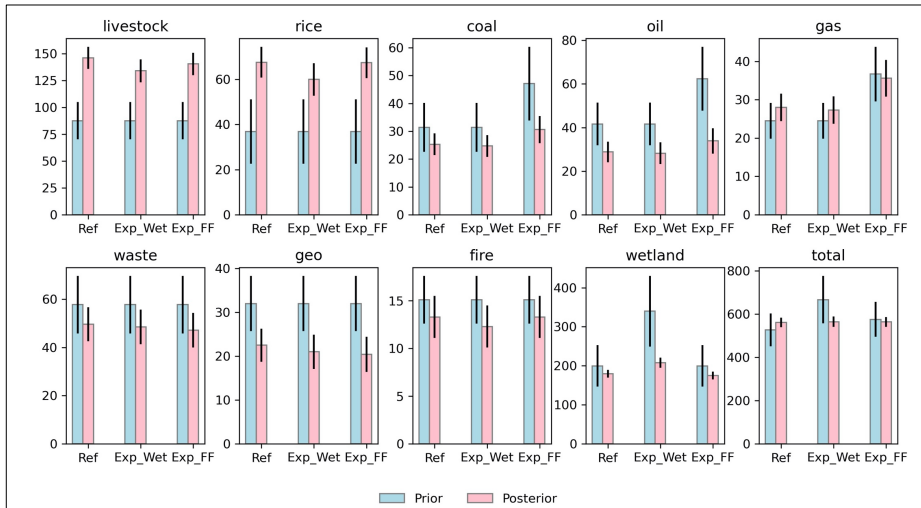 livestock rice coal oil gas
150 125 100 75 50 25 0
60 40 20 0
60 50 40 30 20 10 0
80 60 40 20 0
40 30 20 10 0
Ref Exp_Wet Exp_FF Ref Exp_Wet Exp_FF Ref Exp_Wet Exp_FF Ref Exp_Wet Exp_FF Ref Exp_Wet Exp_FF
waste geo fire wetland total
60 40 20 0
40 30 20 10 0
15 10 5 0
400 300 200 100 0
800 600 400 200 0
Ref Exp_Wet Exp_FF Ref Exp_Wet Exp_FF Ref Exp_Wet Exp_FF Ref Exp_Wet Exp_FF Ref Exp_Wet Exp_FF
Prior Posterior